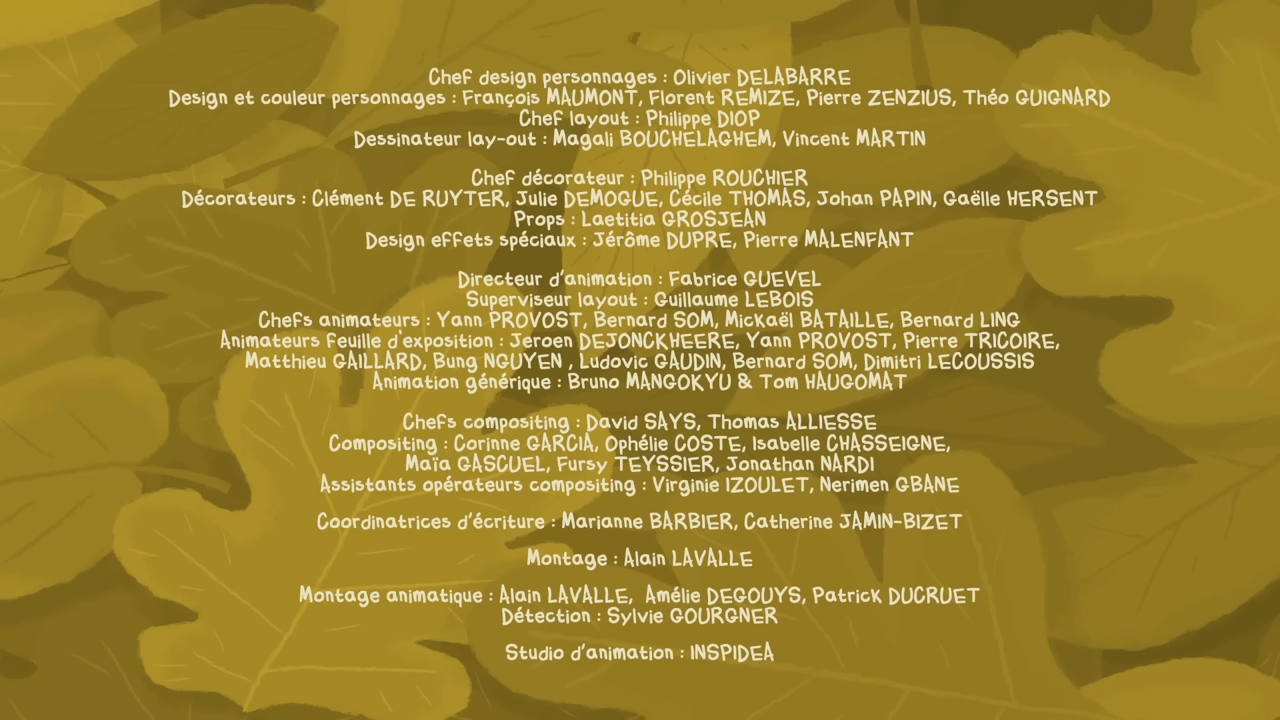 Chef design personnages : Olivier DELABARRE
Design et couleur personnages : François MAUMONT, Florent REMIZE, Pierre ZENZIUS, Théo GUIGNARD
Chef layout : Philippe DIOP
Dessinateur lay-out : Magali BOUCHELAGHEM, Vincent MARTIN
Chef décorateur : Philippe ROUCHIER
Décorateurs : Clément DE RUYTER, Julie DEMOGUE, Cécile THOMAS, Johan PAPIN, Gaëlle HERSENT
Props : Laetitia GROSJEAN
Design effets spéciaux : Jérôme DUPRE, Pierre MALENFANT
Directeur d'animation : Fabrice GUEVEL
Superviseur layout : Guillaume LEBOIS
Chefs animateurs : Yann PROVOST, Bernard SOM, Mickaël BATAILLE, Bernard LING
Animateurs feuille d'exposition : Jeroen DEJONCKHEERE, Yann PROVOST, Pierre TRICOIRE,
Matthieu GAILLARD, Bung NGUYEN , Ludovic GAUDIN, Bernard SOM, Dimitri LECOUSSIS
Animation générique : Bruno MANGOKYU & Tom HAUGOMAT
Chefs compositing : David SAYS, Thomas ALLIESSE
Compositing : Corinne GARCIA, Ophélie COSTE, Isabelle CHASSEIGNE,
Maïa GASCUEL, Fursy TEYSSIER, Jonathan NARDI
Assistants opérateurs compositing : Virginie IZOULET, Nerimen GBANE
Coordinatrices d'écriture : Marianne BARBIER, Catherine JAMIN-BIZET
Montage : Alain LAVALLE
Montage animatique : Alain LAVALLE, Amélie DEGOUYS, Patrick DUCRUET
Détection : Sylvie GOURGNER
Studio d'animation : INSPIDEA